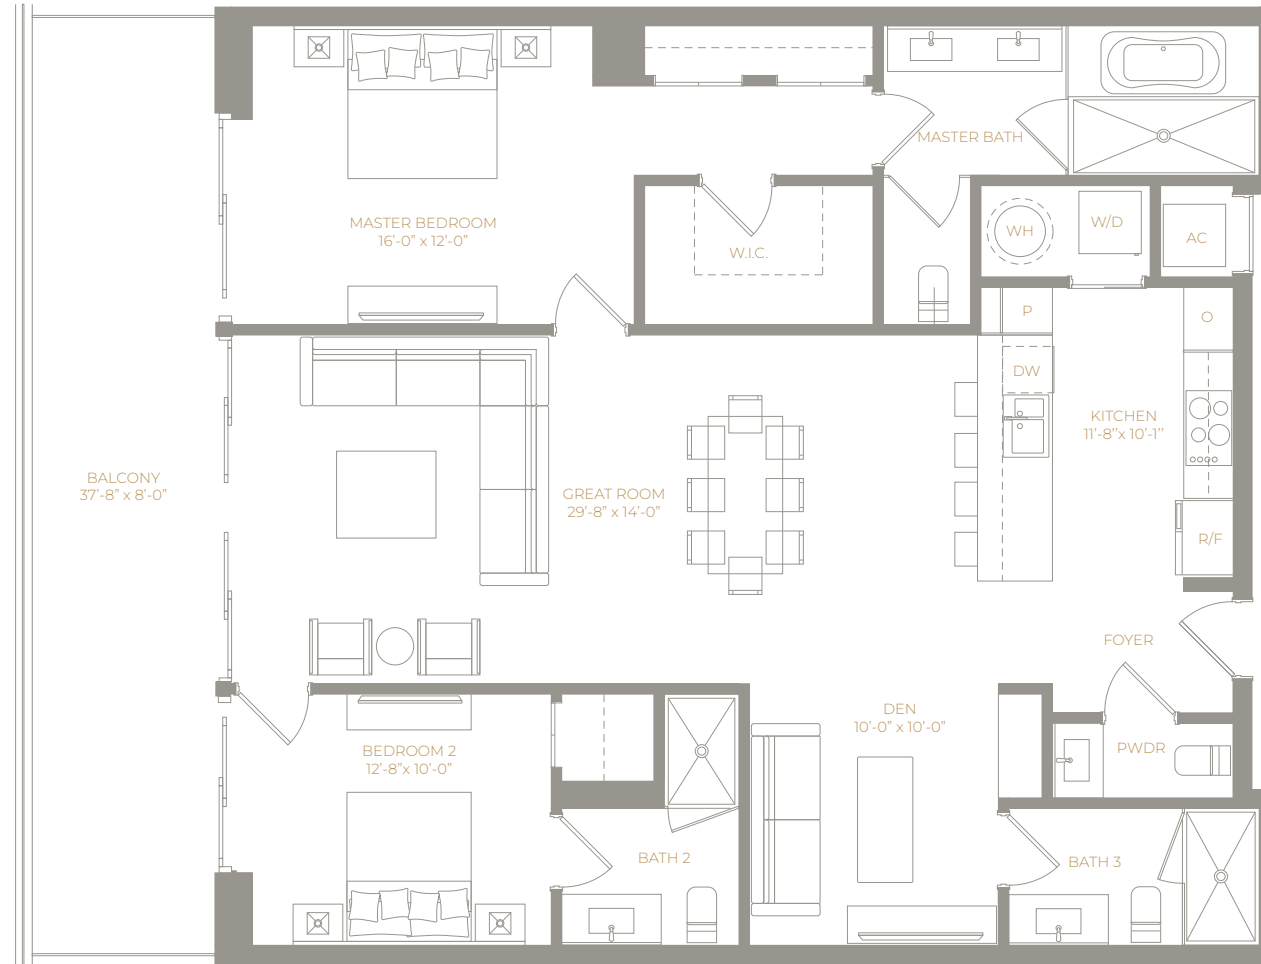 MASTER BATH
MASTER BEDROOM
16'-0” x 12'-0”
W.I.C.
WH
W/D
AC
P
O
DW
KITCHEN
11'-8''x 10'-1''
BALCONY
37'-8” x 8'-0”
GREAT ROOM
29'-8” x 14'-0”
R/F
FOYER
DEN
10'-0” x 10'-0”
BEDROOM 2
12'-8”x 10'-0”
PWDR
BATH 2
BATH 3